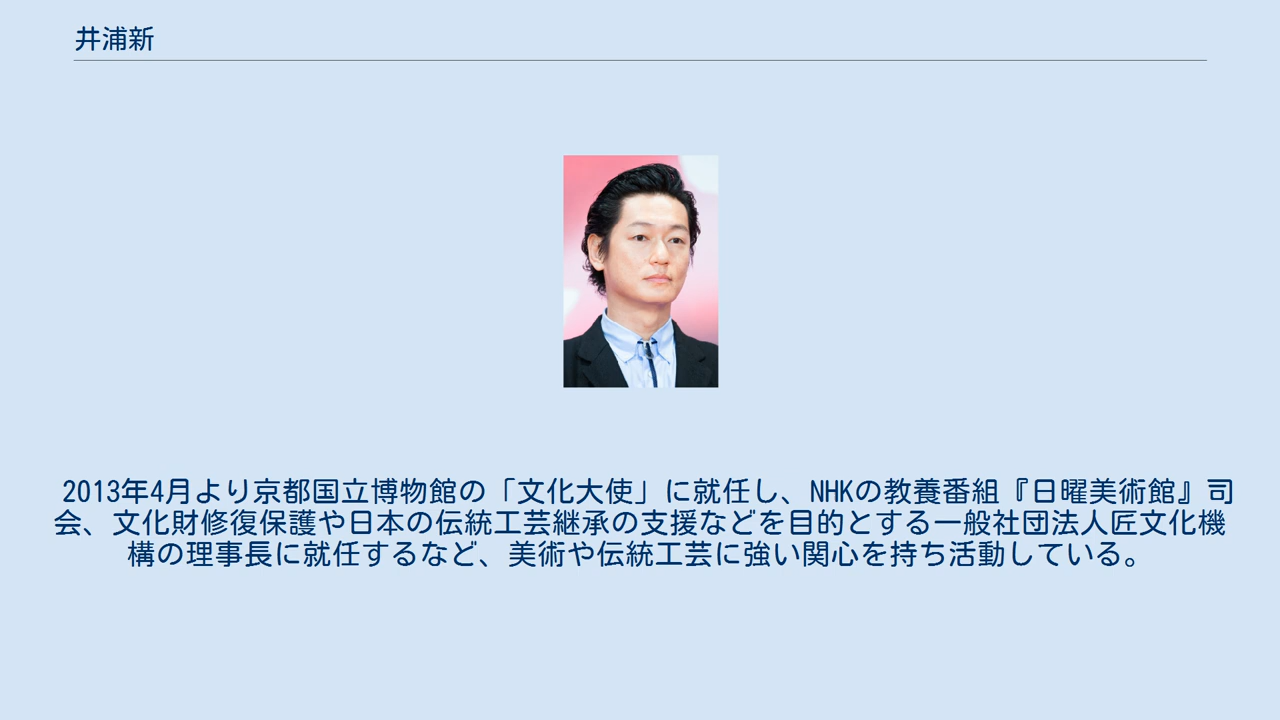 井浦新
2013年4月より京都国立博物館の「文化大使」に就任し、NHKの教養番組『日曜美術館』司
会、文化財修復保護や日本の伝統工芸継承の支援などを目的とする一般社団法人匠文化機
構の理事長に就任するなど、美術や伝統工芸に強い関心を持ち活動している。